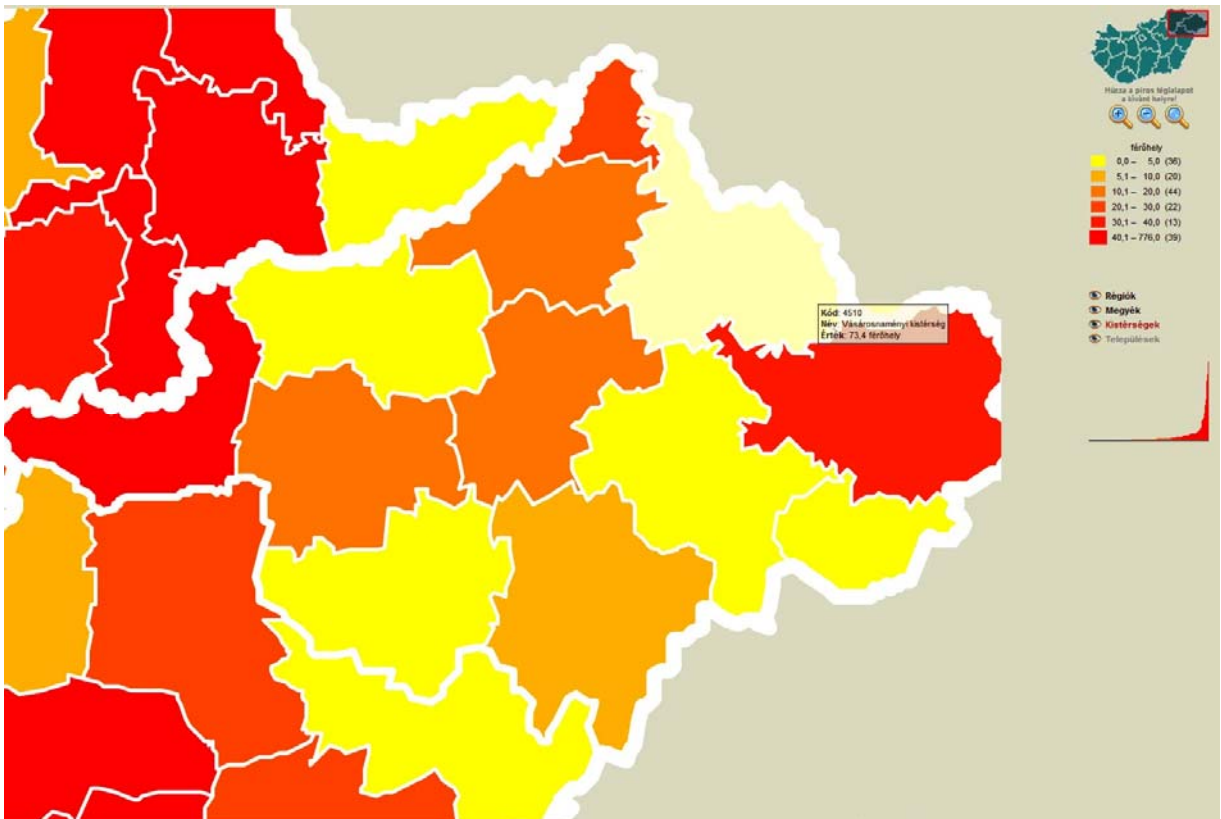 Húzza a piros téglalapot
a kívánt helyre!
férőhely
0,0 – 5,0 (36)
5,1 – 10,0 (20)
10,1 – 20,0 (44)
20,1 – 30,0 (22)
30,1 – 40,0 (13)
40,1 – 776,0 (39)
Régiók
Megyék
Kistérségek
Települések
Kód: 4510
Név: Vásárosnaményi kistérség
Érték: 73,4 férőhely